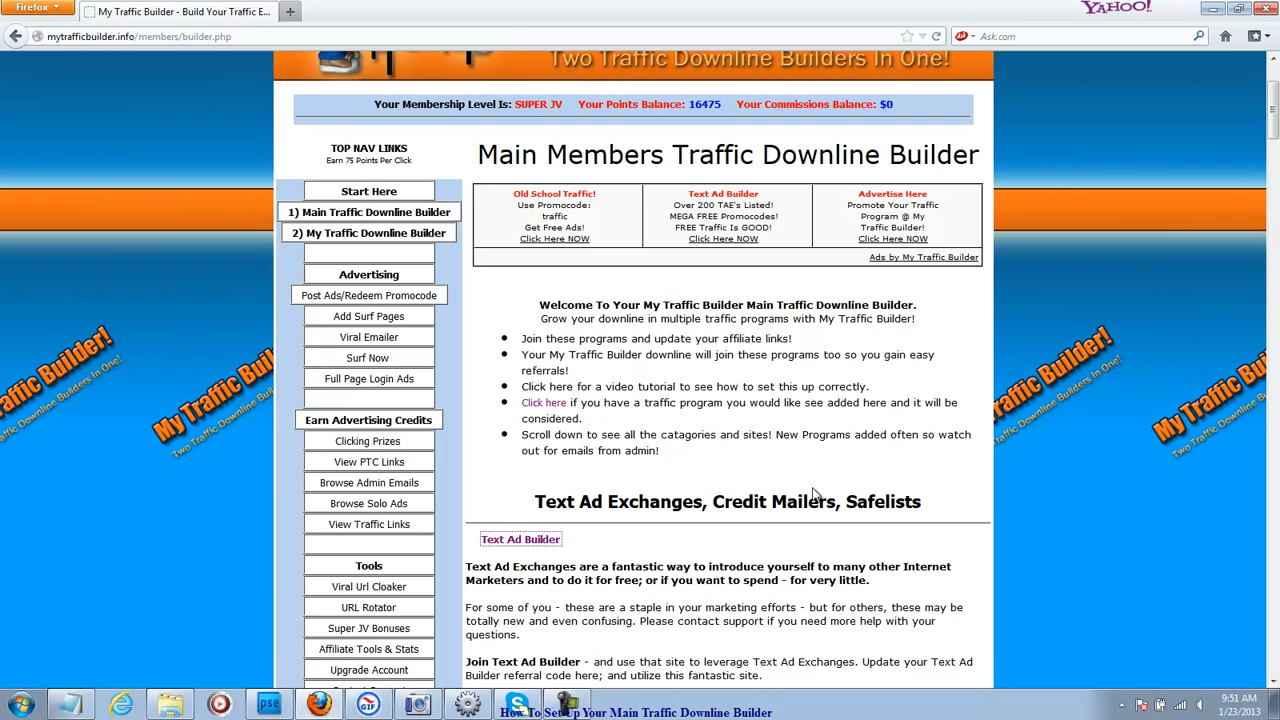 Firefox
My Traffic Builder - Build Your Traffic E...
YAHOO!
mytrafficbuilder.info/members/builder.php
Ask.com
Two Traffic Downline Builders In One!
Your Membership Level Is: SUPER JV Your Points Balance: 16475 Your Commissions Balance: $0
TOP NAV LINKS
Earn 75 Points Per Click
Start Here
1) Main Traffic Downline Builder
2) My Traffic Downline Builder
Advertising
Post Ads/Redeem Promocode
Add Surf Pages
Viral Emailer
Surf Now
Full Page Login Ads
Earn Advertising Credits
Clicking Prizes
View PTC Links
Browse Admin Emails
Browse Solo Ads
View Traffic Links
Tools
Viral Url Cloaker
URL Rotator
Super JV Bonuses
Affiliate Tools & Stats
Upgrade Account
Main Members Traffic Downline Builder
Old School Traffic!
Use Promocode:
traffic
Get Free Ads!
Click Here NOW
Text Ad Builder
Over 200 TAE's Listed!
MEGA FREE Promocodes!
FREE Traffic Is GOOD!
Click Here NOW
Advertise Here
Promote Your Traffic
Program @ My
Traffic Builder!
Click Here NOW
Ads by My Traffic Builder
Welcome To Your My Traffic Builder Main Traffic Downline Builder.
Grow your downline in multiple traffic programs with My Traffic Builder!
Join these programs and update your affiliate links!
Your My Traffic Builder downline will join these programs too so you gain easy
referrals!
Click here for a video tutorial to see how to set this up correctly.
Click here if you have a traffic program you would like see added here and it will be
considered.
Scroll down to see all the catagories and sites! New Programs added often so watch
out for emails from admin!
Text Ad Exchanges, Credit Mailers, Safelists
Text Ad Builder
Text Ad Exchanges are a fantastic way to introduce yourself to many other Internet
Marketers and to do it for free; or if you want to spend - for very little.
For some of you - these are a staple in your marketing efforts - but for others, these may be
totally new and even confusing. Please contact support if you need more help with your
questions.
Join Text Ad Builder - and use that site to leverage Text Ad Exchanges. Update your Text Ad
Builder referral code here; and utilize this fantastic site.
How To Set Up Your Main Traffic Downline Builder
My Traffic Builder!
My Traffic Builder!
My Traffic Builder!
pse
GIF
9:51 AM
1/23/2013